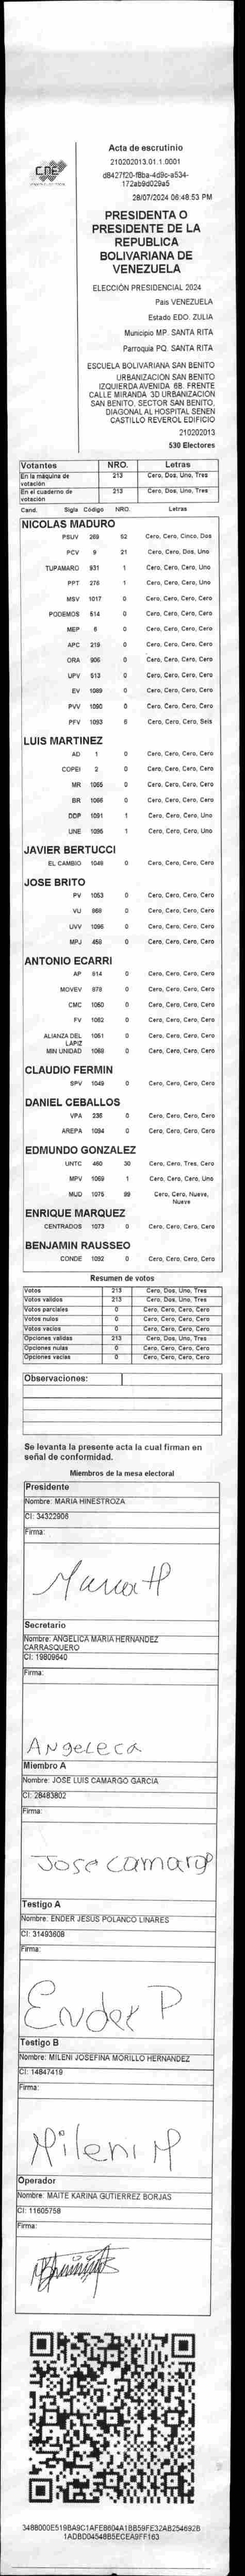 CNE
Acta de escrutinio
210202013.01.1.0001
d8427f20-f8ba-4d9c-a534-
172ab9d029a5
28/07/2024 06:48:53 PM
PRESIDENTA O
PRESIDENTE DE LA
REPUBLICA
BOLIVARIANA DE
VENEZUELA
ELECCIÓN PRESIDENCIAL 2024
Pais VENEZUELA
Estado EDO. ZULIA
Municipio MP. SANTA RITA
Parroquia PQ. SANTA RITA
ESCUELA BOLIVARIANA SAN BENITO
URBANIZACION SAN BENITO
IZQUIERDA AVENIDA 6B. FRENTE
CALLE MIRANDA 3D URBANIZACION
SAN BENITO. SECTOR SAN BENITO.
DIAGONAL AL HOSPITAL SENEN
CASTILLO REVEROL EDIFICIO
210202013
530 Electores
Votantes NRO. Letras
En la máquina de votación 213 Cero, Dos, Uno, Tres
En el cuaderno de votación 213 Cero, Dos, Uno, Tres
Cand. Sigla Código NRO. Letras
NICOLAS MADURO
PSUV 269 52 Cero, Cero, Cinco, Dos
PCV 9 21 Cero, Cero, Dos, Uno
TUPAMARO 931 1 Cero, Cero, Cero, Uno
PPT 276 1 Cero, Cero, Cero, Uno
MSV 1017 0 Cero, Cero, Cero, Cero
PODEMOS 514 0 Cero, Cero, Cero, Cero
MEP 6 0 Cero, Cero, Cero, Cero
APC 219 0 Cero, Cero, Cero, Cero
ORA 906 0 Cero, Cero, Cero, Cero
UPV 913 0 Cero, Cero, Cero, Cero
EV 1089 0 Cero, Cero, Cero, Cero
PVV 1090 0 Cero, Cero, Cero, Cero
PFV 1093 6 Cero, Cero, Cero, Seis
LUIS MARTINEZ
AD 1 0 Cero, Cero, Cero, Cero
COPEI 2 0 Cero, Cero, Cero, Cero
MR 1065 0 Cero, Cero, Cero, Cero
BR 1066 0 Cero, Cero, Cero, Cero
DDP 1091 1 Cero, Cero, Cero, Uno
UNE 1095 1 Cero, Cero, Cero, Uno
JAVIER BERTUCCI
EL CAMBIO 1048 0 Cero, Cero, Cero, Cero
JOSE BRITO
PV 1053 0 Cero, Cero, Cero, Cero
VU 868 0 Cero, Cero, Cero, Cero
UVV 1096 0 Cero, Cero, Cero, Cero
MPJ 458 0 Cero, Cero, Cero, Cero
ANTONIO ECARRI
AP 914 0 Cero, Cero, Cero, Cero
MOVEV 978 0 Cero, Cero, Cero, Cero
CMC 1050 0 Cero, Cero, Cero, Cero
FV 1052 0 Cero, Cero, Cero, Cero
ALIANZA DEL LAPIZ 1051 0 Cero, Cero, Cero, Cero
MIN UNIDAD 1088 0 Cero, Cero, Cero, Cero
CLAUDIO FERMIN
SPV 1049 0 Cero, Cero, Cero, Cero
DANIEL CEBALLOS
VPA 236 0 Cero, Cero, Cero, Cero
AREPA 1094 0 Cero, Cero, Cero, Cero
EDMUNDO GONZALEZ
UNTC 460 30 Cero, Cero, Tres, Cero
MPV 1069 1 Cero, Cero, Cero, Uno
MUD 1075 99 Cero, Cero, Nueve,
Nueve
ENRIQUE MARQUEZ
CENTRADOS 1073 0 Cero, Cero, Cero, Cero
BENJAMIN RAUSSEO
CONDE 1092 0 Cero, Cero, Cero, Cero
Resumen de votos
Votos 213 Cero, Dos, Uno, Tres
Votos validos 213 Cero, Dos, Uno, Tres
Votos parciales 0 Cero, Cero, Cero, Cero
Votos nulos 0 Cero, Cero, Cero, Cero
Votos vacios 0 Cero, Cero, Cero, Cero
Opciones validas 213 Cero, Dos, Uno, Tres
Opciones nulas 0 Cero, Cero, Cero, Cero
Opciones vacias 0 Cero, Cero, Cero, Cero
Observaciones:
Se levanta la presente acta la cual firman en
señal de conformidad.
Miembros de la mesa electoral
Presidente
Nombre: MARIA HINESTROZA
CI: 34322906
Firma:
Maria H
Secretario
Nombre: ANGELICA MARIA HERNANDEZ
CARRASQUERO
CI: 19809640
Firma:
Angeleca
Miembro A
Nombre: JOSE LUIS CAMARGO GARCIA
CI: 28483802
Firma:
Jose Camargo
Testigo A
Nombre: ENDER JESUS POLANCO LINARES
CI: 31493608
Firma:
Ender P
Testigo B
Nombre: MILENI JOSEFINA MORILLO HERNANDEZ
CI: 14847419
Firma:
Mileni M
Operador
Nombre: MAITE KARINA GUTIERREZ BORJAS
CI: 11605758
Firma:
3488000E519BA9C1AFE8604A1BB59FE32AB254692B
1ADBD04548B5ECEA9FF163